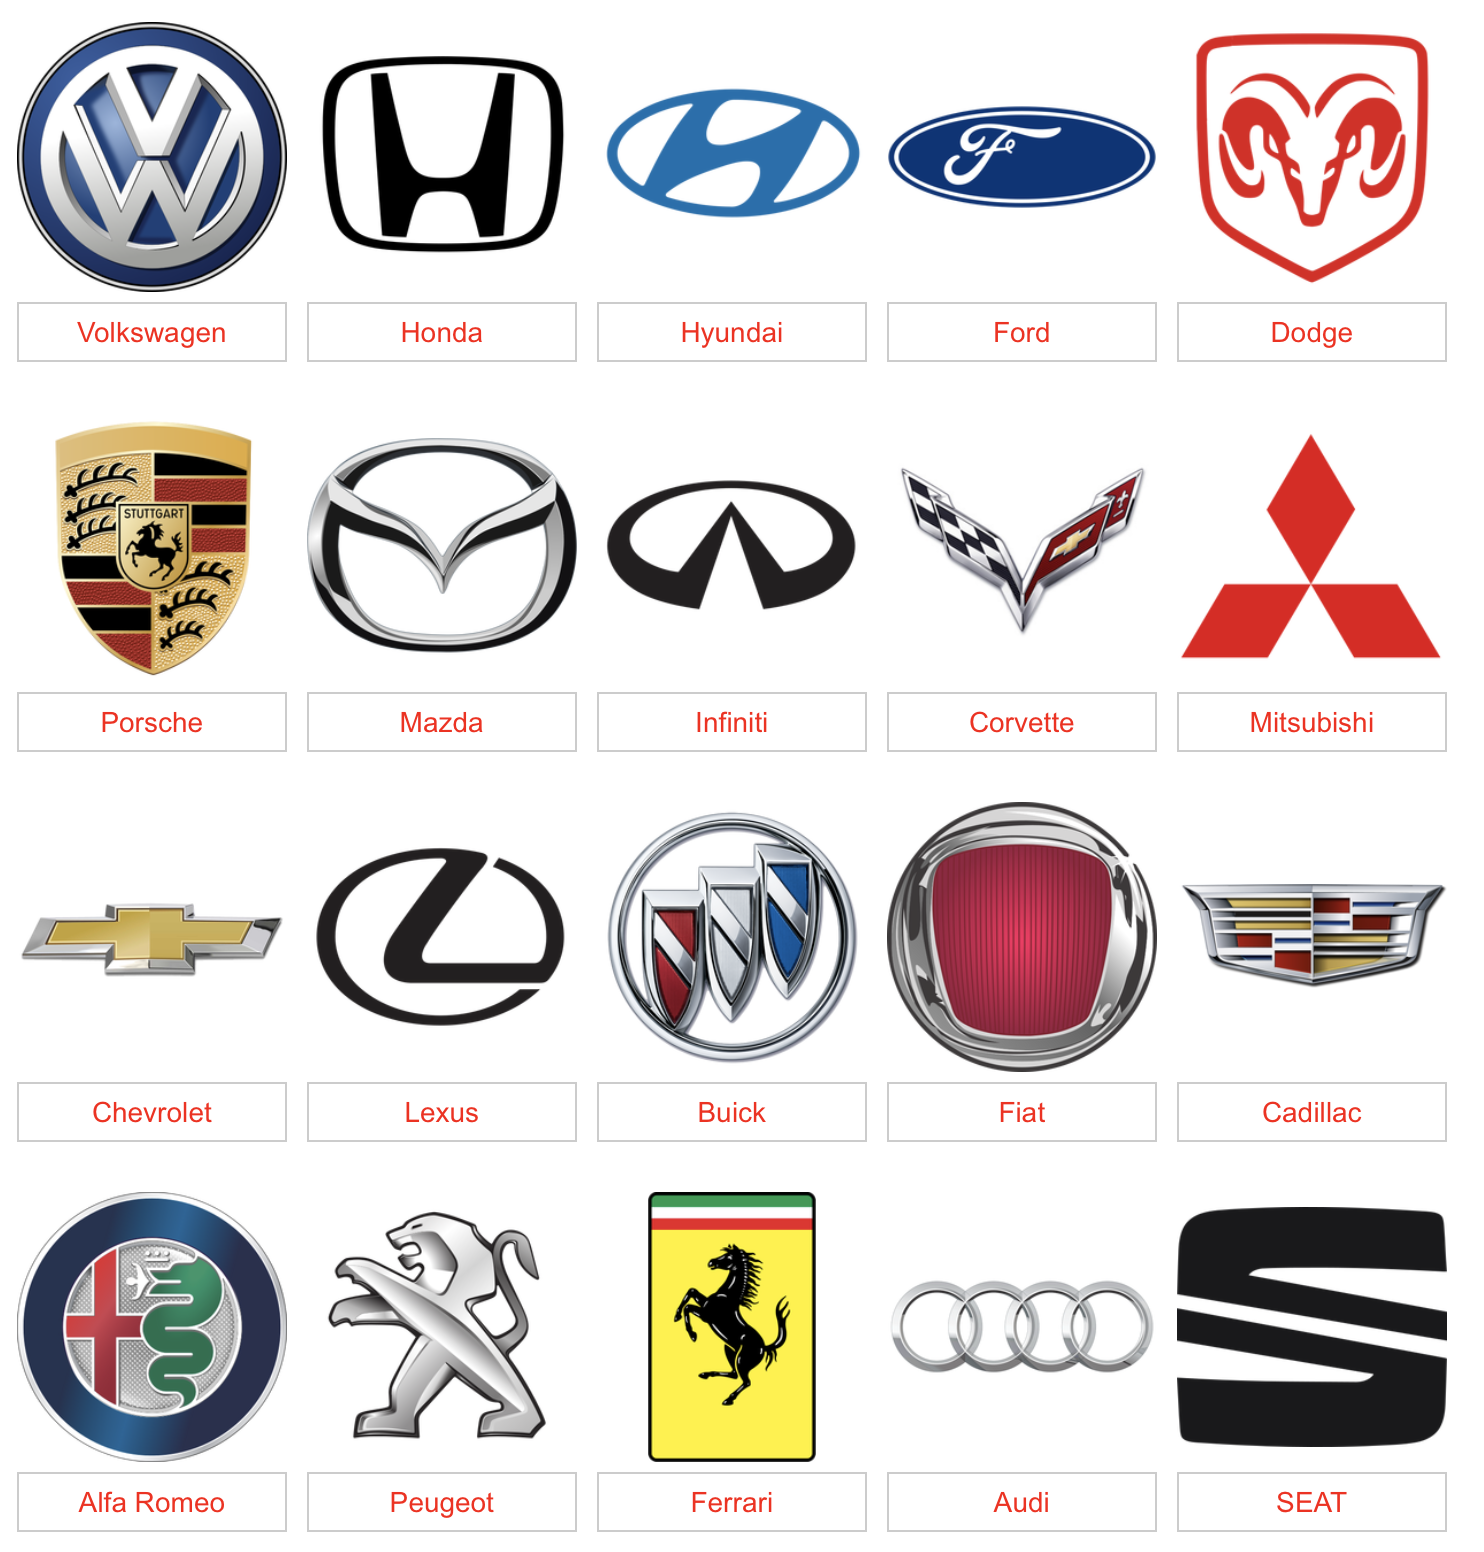 Volkswagen
Honda
Hyundai
F
Ford
Dodge
STUTTGART
Porsche
Mazda
Infiniti
Corvette
Mitsubishi
Chevrolet
Lexus
Buick
Fiat
Cadillac
Alfa Romeo
Peugeot
Ferrari
Audi
SEAT